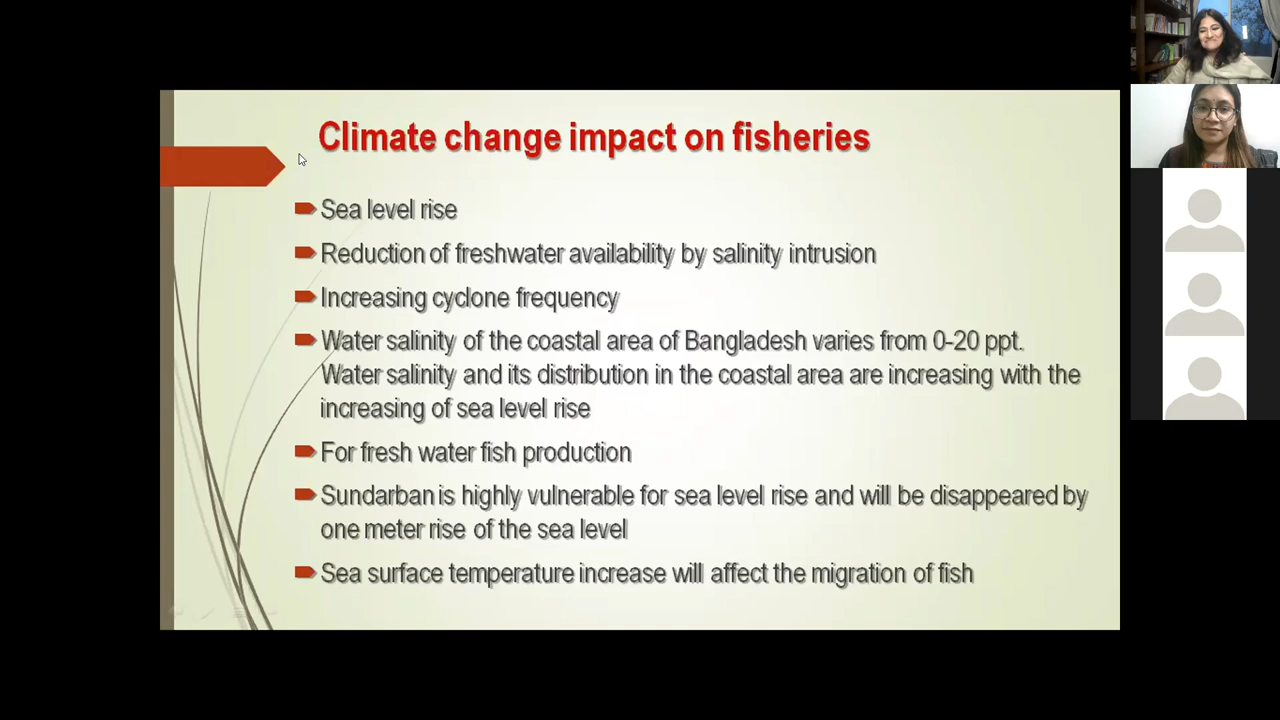 Climate change impact on fisheries
Sea level rise
Reduction of freshwater availability by salinity intrusion
Increasing cyclone frequency
Water salinity of the coastal area of Bangladesh varies from 0-20 ppt.
Water salinity and its distribution in the coastal area are increasing with the
increasing of sea level rise
For fresh water fish production
Sundarban is highly vulnerable for sea level rise and will be disappeared by
one meter rise of the sea level
Sea surface temperature increase will affect the migration of fish